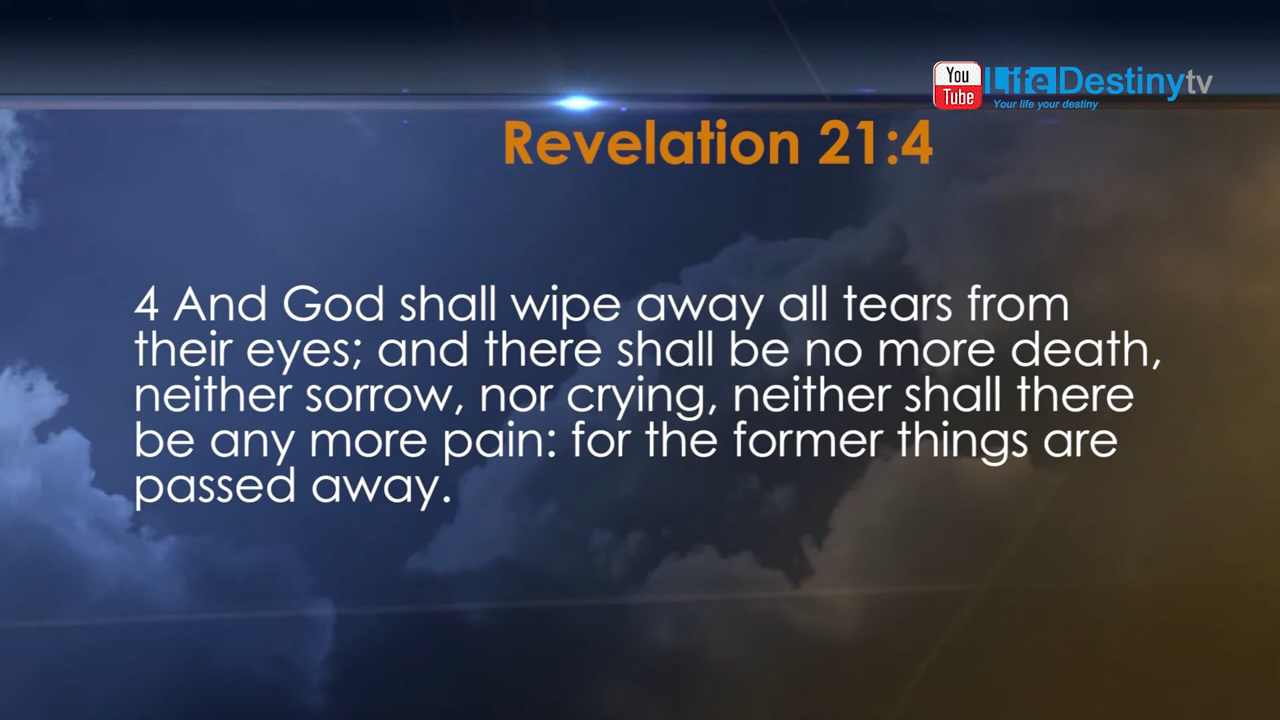 You
Tube
LifeDestinytv
Your life your destiny
Revelation 21:4
4 And God shall wipe away all tears from
their eyes; and there shall be no more death,
neither sorrow, nor crying, neither shall there
be any more pain: for the former things are
passed away.